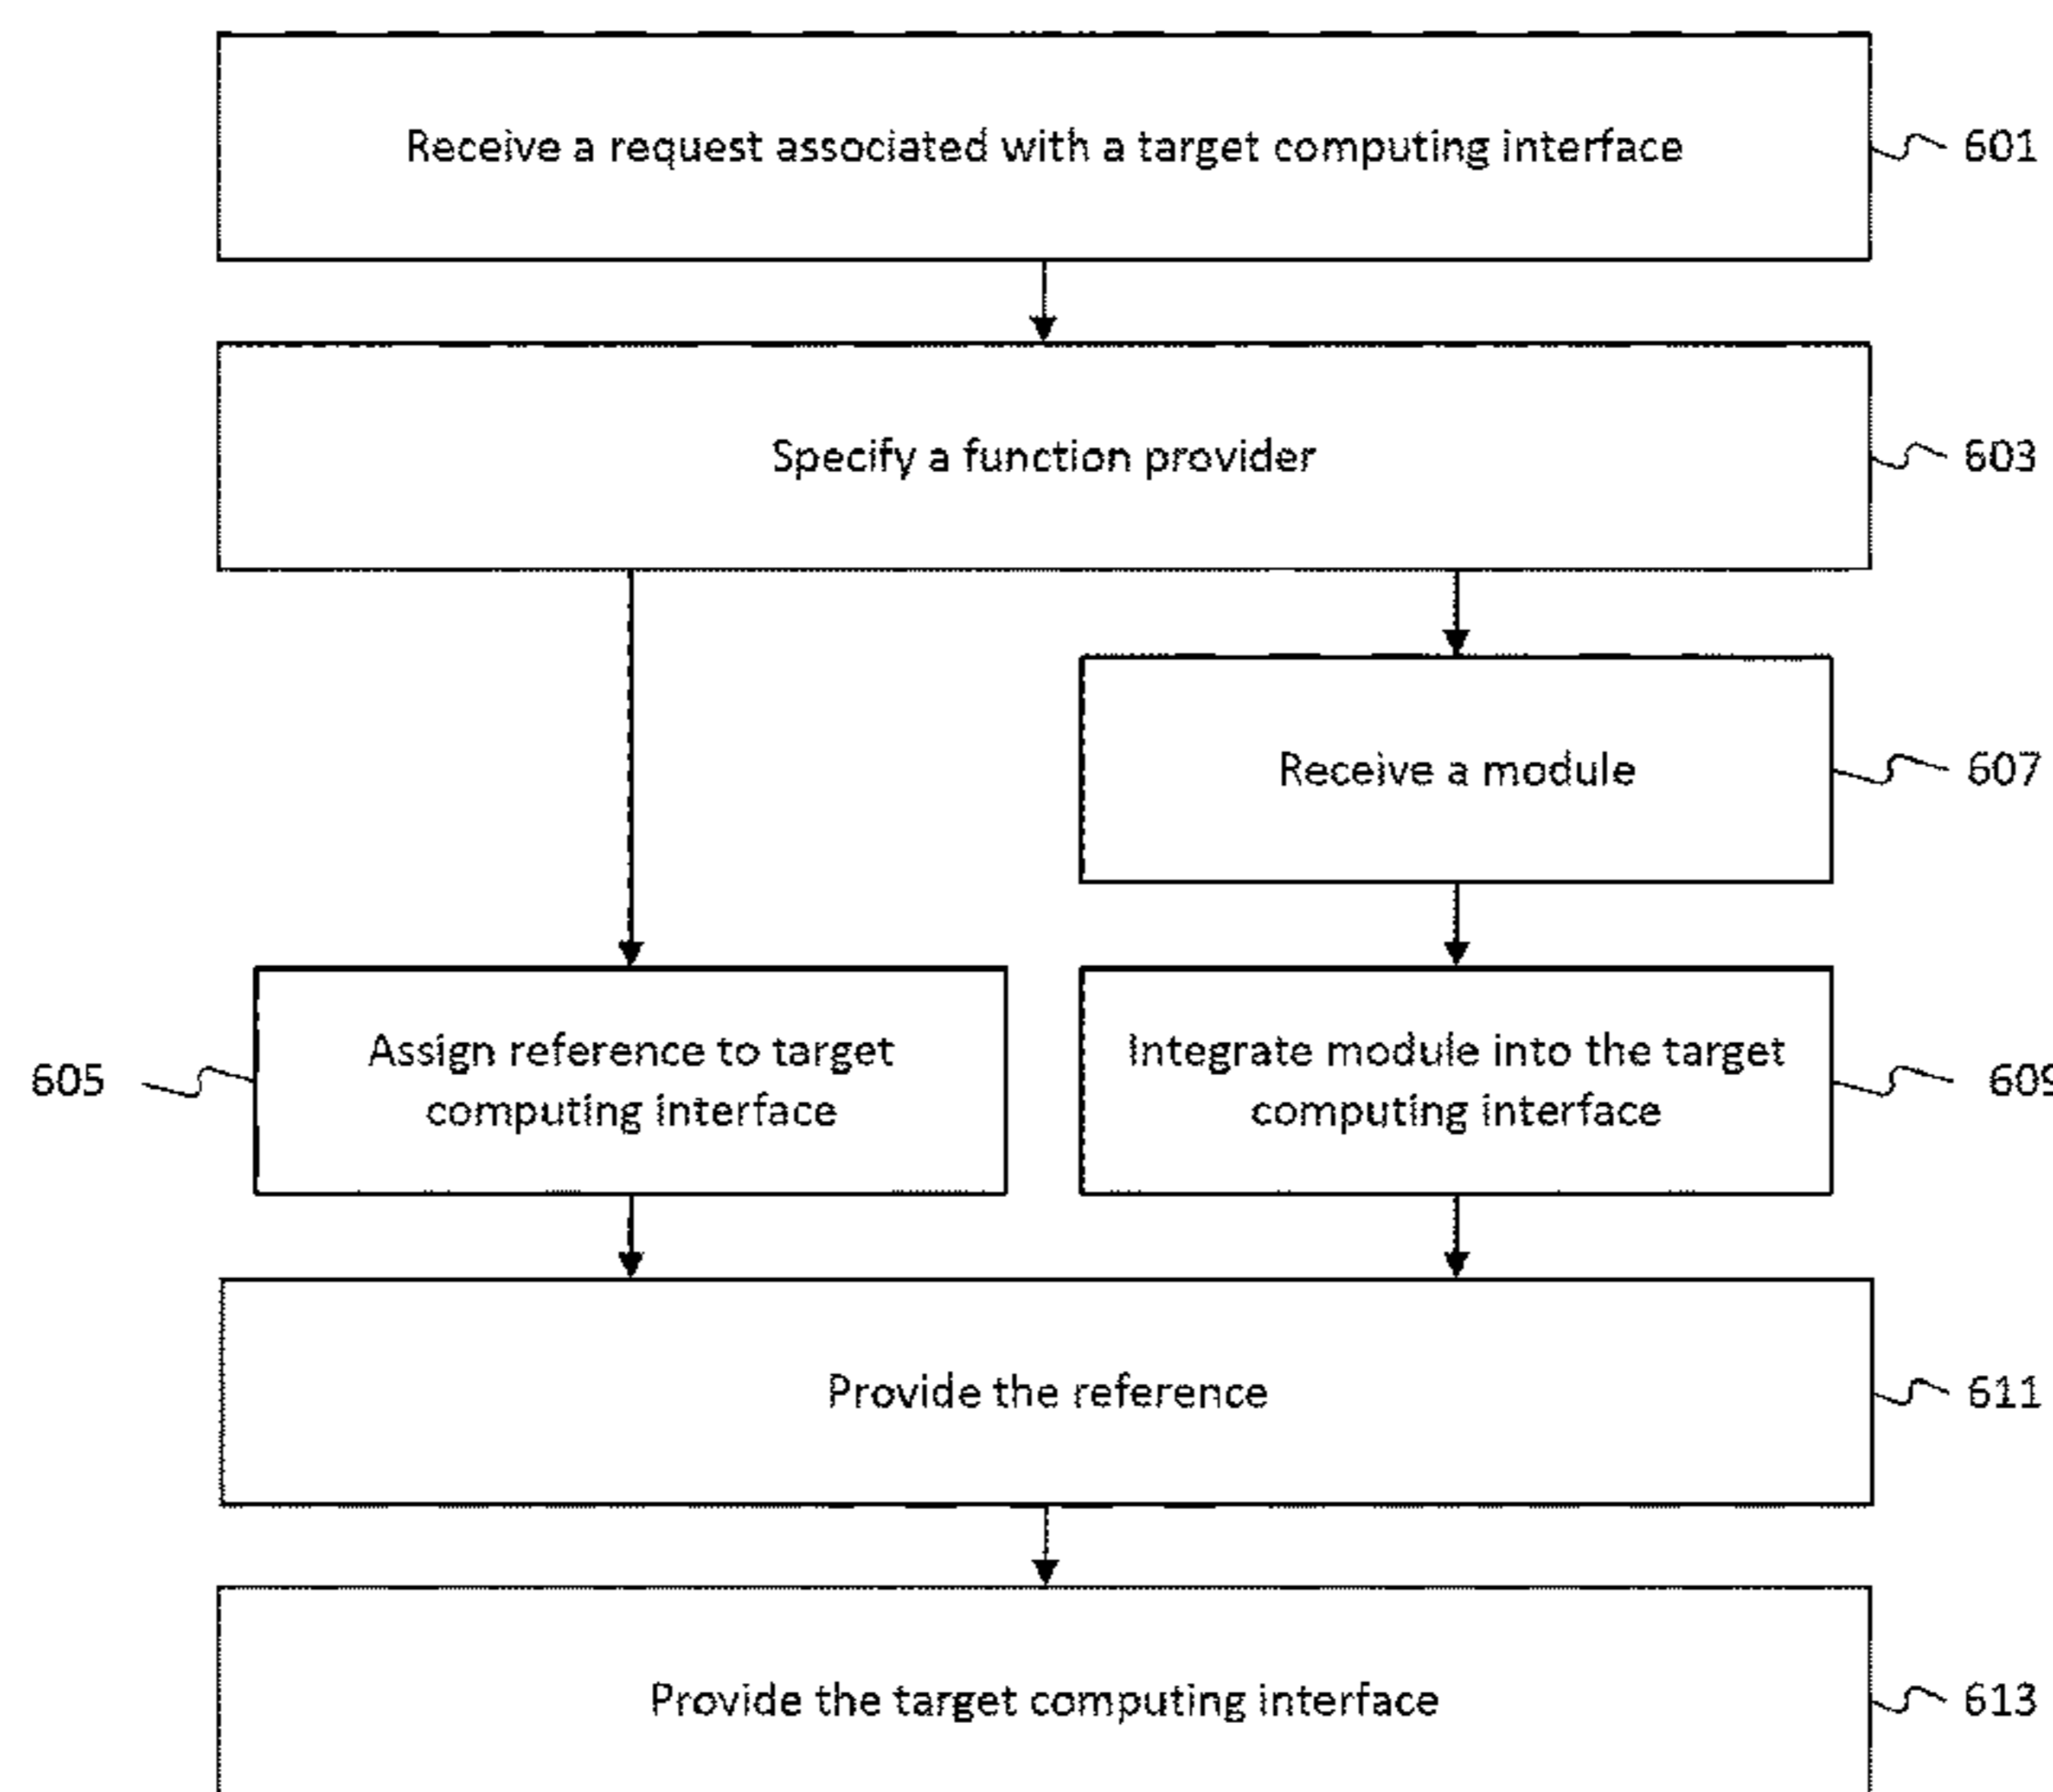 Receive a request associated with a target computing interface
601
Specify a function provider
603
Receive a module
607
605
Assign reference to target
computing interface
Integrate module into the target
computing interface
609
Provide the reference
611
Provide the target computing interface
613